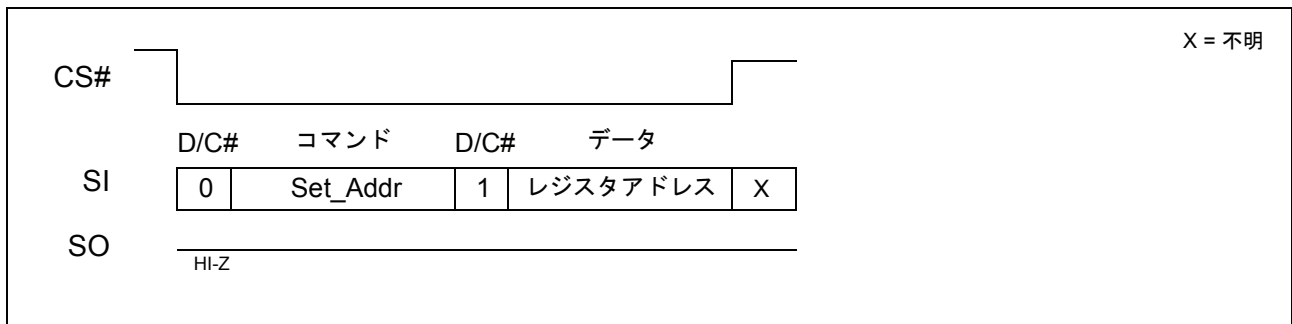 X = 不明
CS#
D/C# コマンド D/C# データ
SI 0 Set_Addr 1 レジスタアドレス X
SO
HI-Z